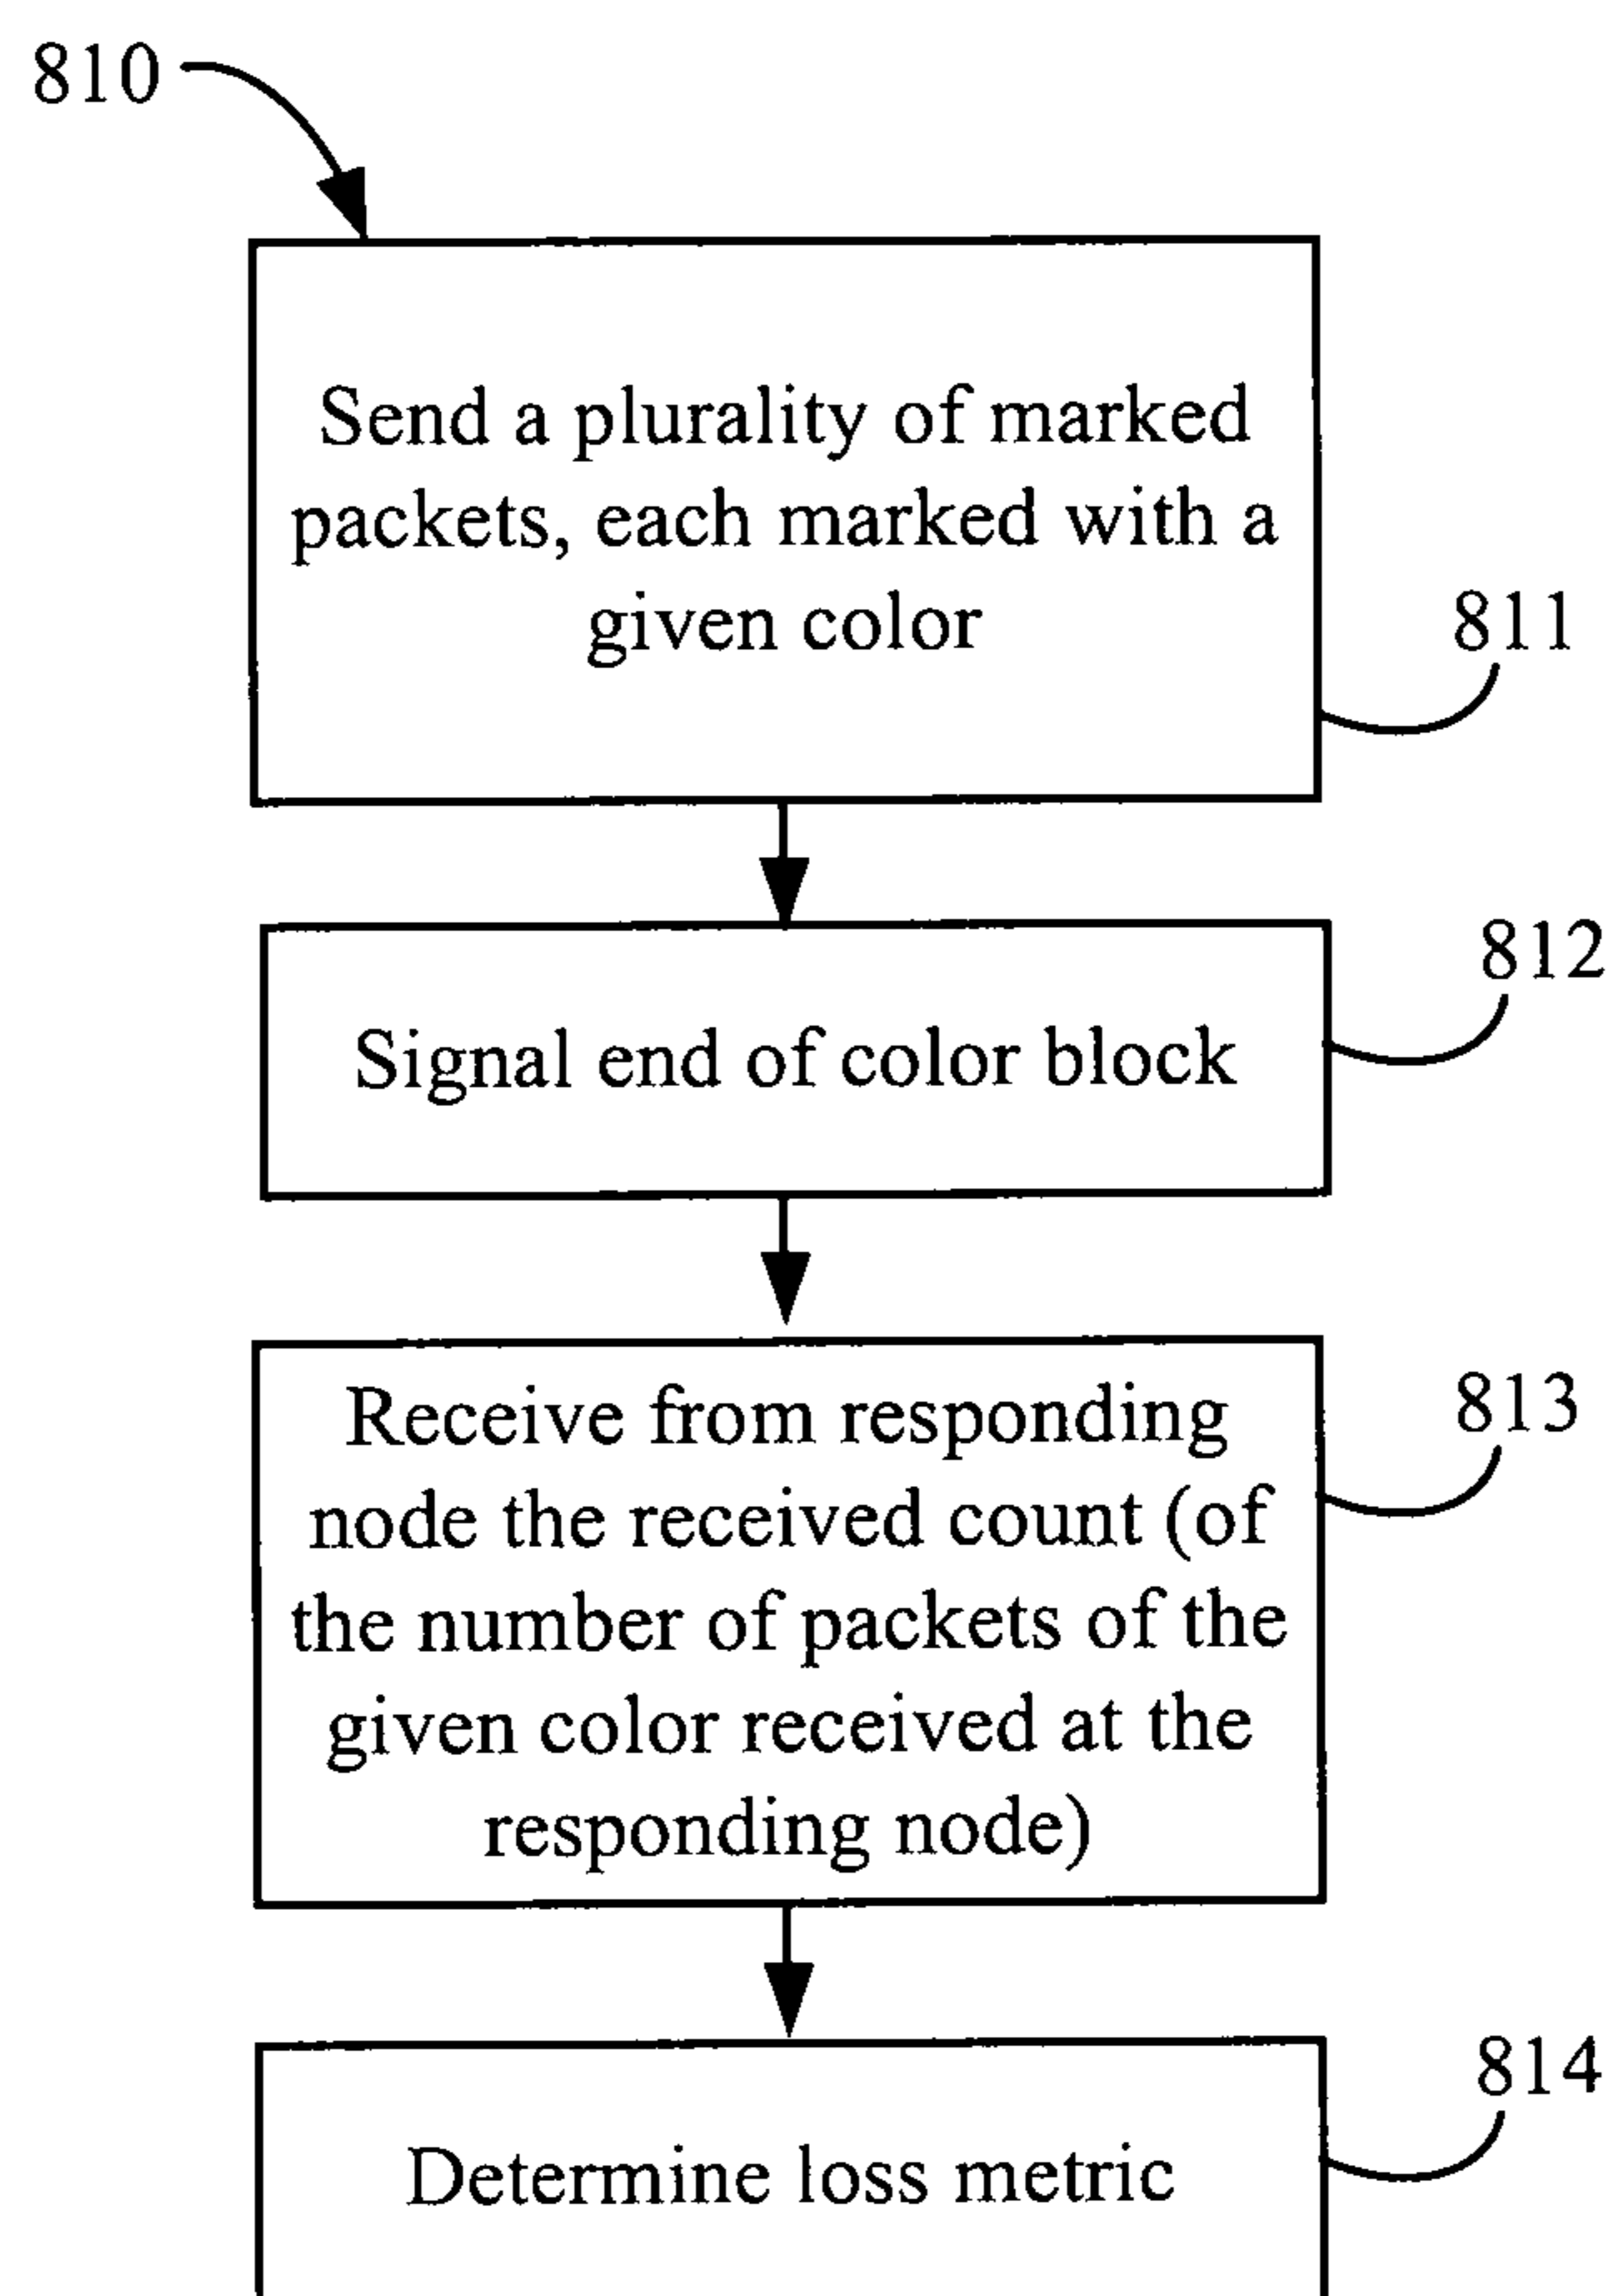 810
Send a plurality of marked
packets, each marked with a
given color
811
Signal end of color block
812
Receive from responding
node the received count (of
the number of packets of the
given color received at the
responding node)
813
Determine loss metric
814